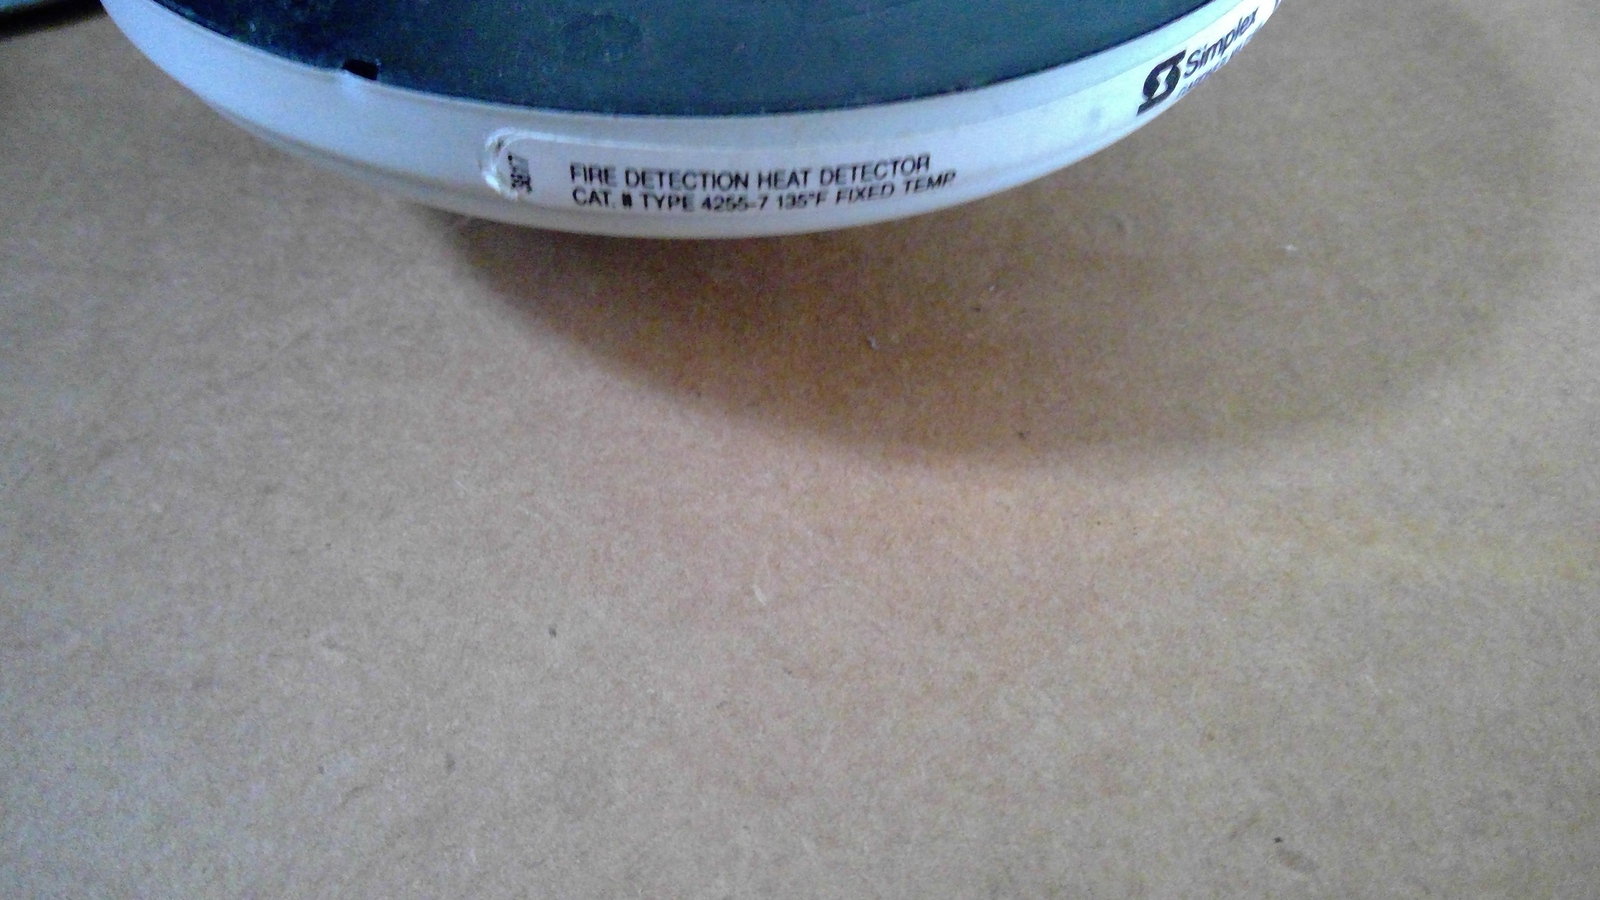 FIRE DETECTION HEAT DETECTOR
CAT. # TYPE 4255-7 135°F FIXED TEMP.
Simplex